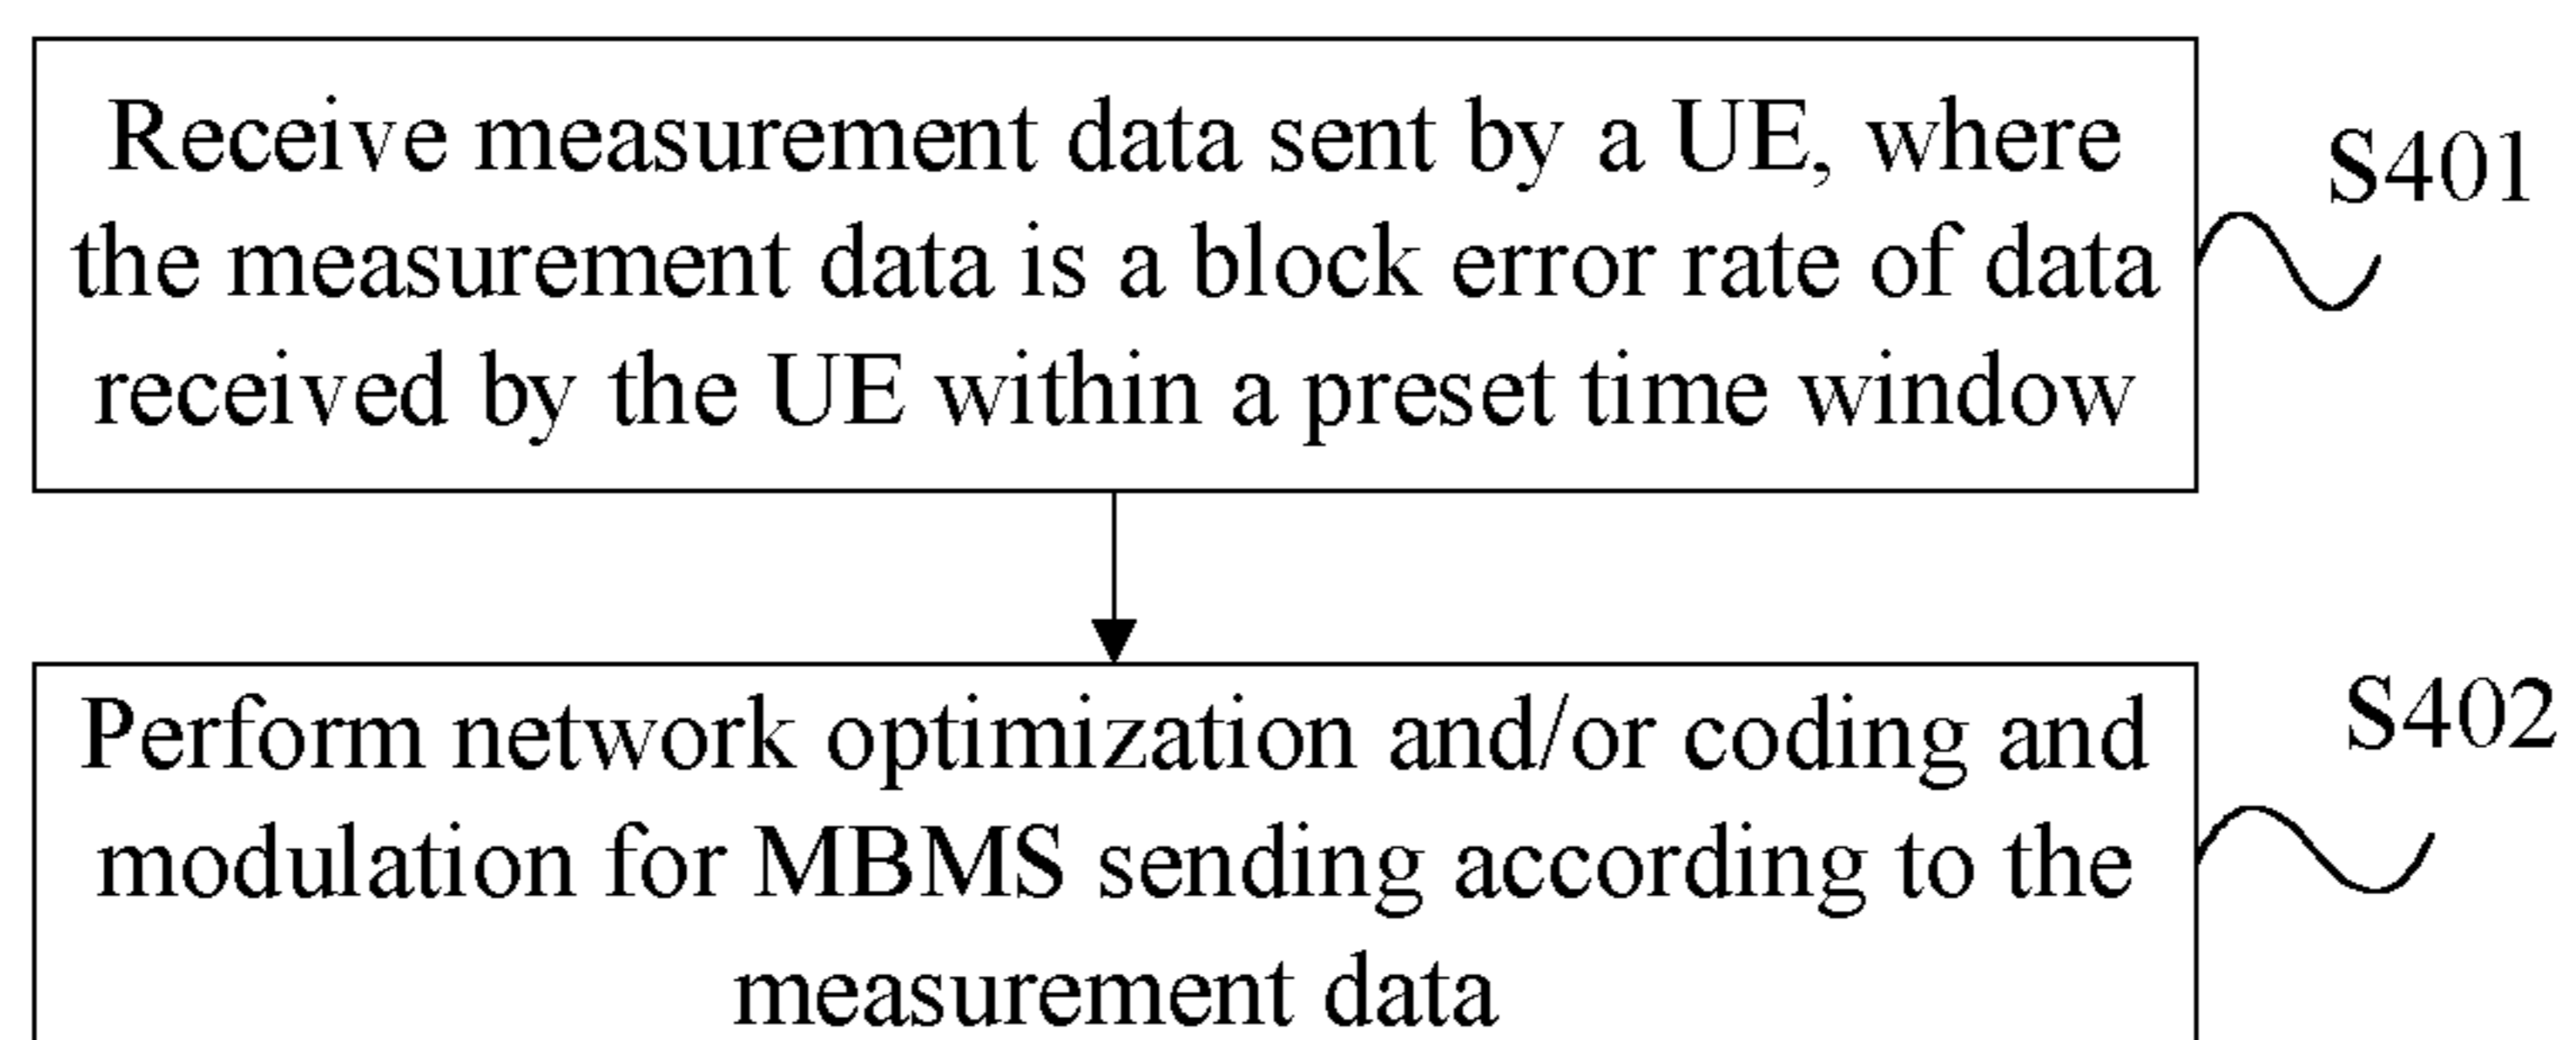 Receive measurement data sent by a UE, where
the measurement data is a block error rate of data
received by the UE within a preset time window
S401
Perform network optimization and/or coding and
modulation for MBMS sending according to the
measurement data
S402